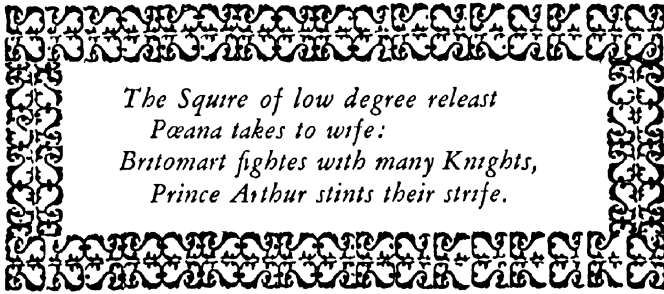 The Squire of low degree releast
Pœana takes to wife:
Britomart fightes with many Knights,
Prince Arthur stints their strife.